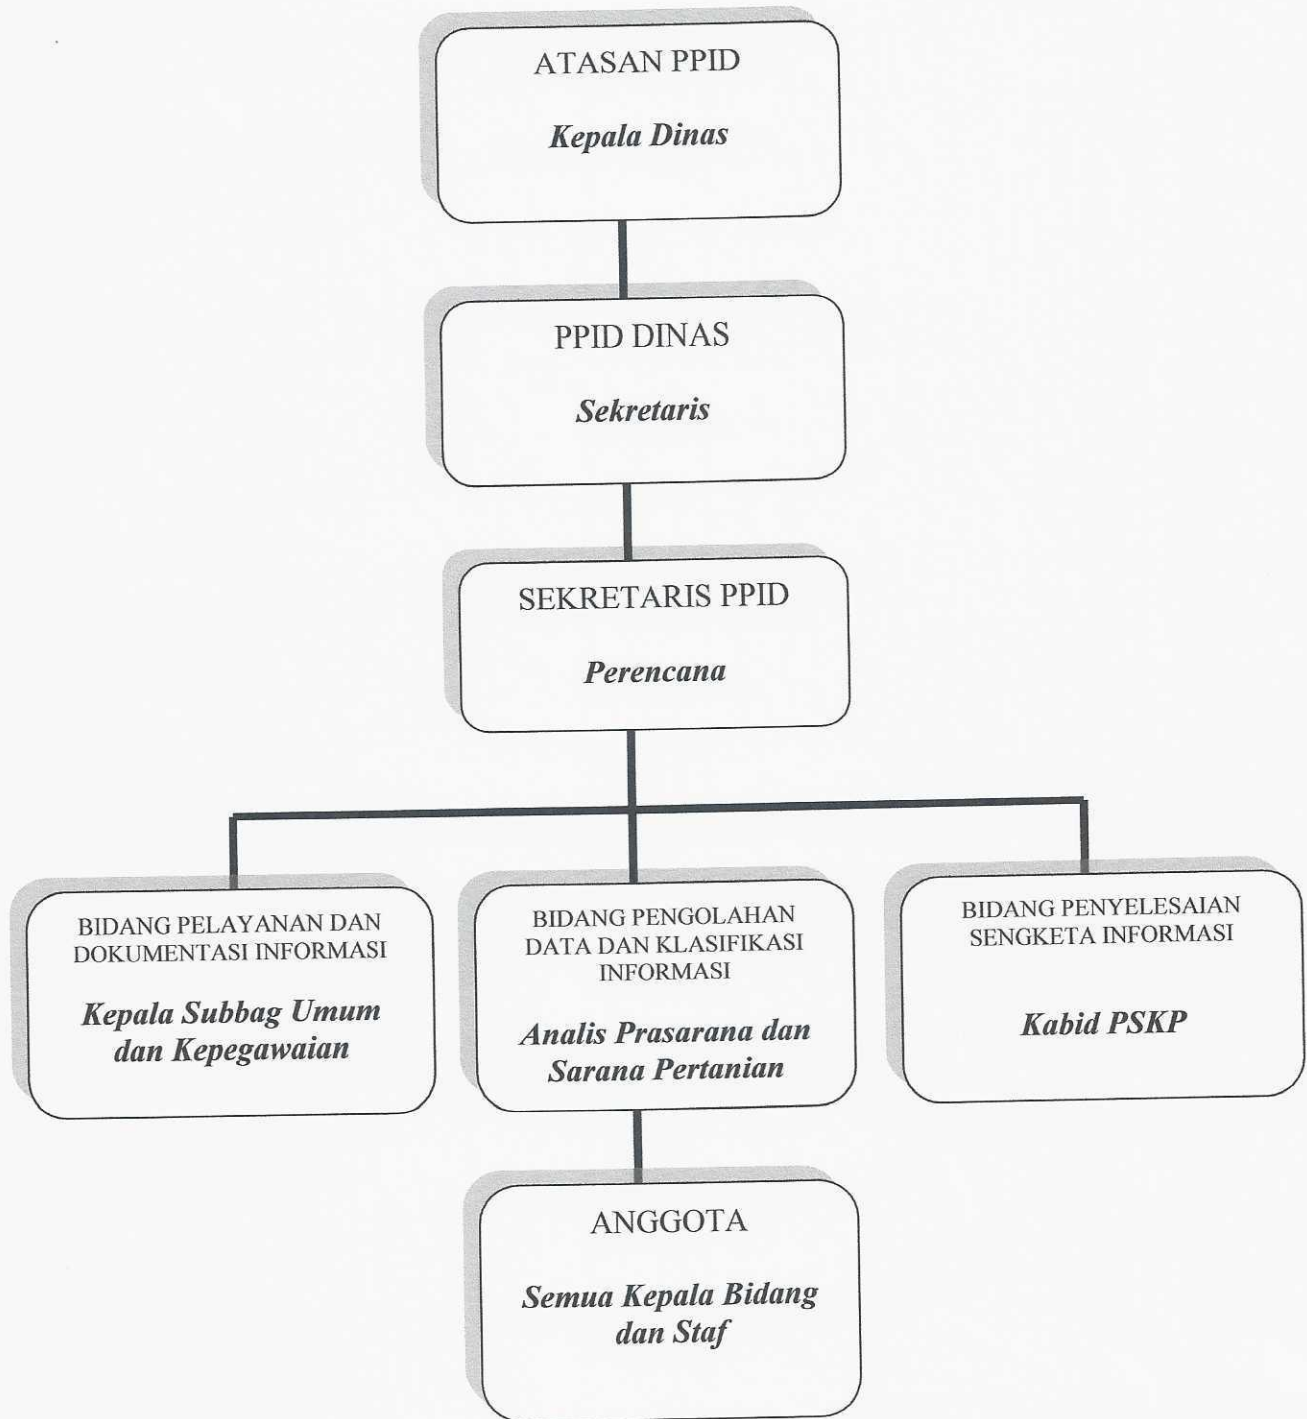 ATASAN PPID
Kepala Dinas
PPID DINAS
Sekretaris
SEKRETARIS PPID
Perencana
BIDANG PELAYANAN DAN
DOKUMENTASI INFORMASI
Kepala Subbag Umum
dan Kepegawaian
BIDANG PENGOLAHAN
DATA DAN KLASIFIKASI
INFORMASI
Analis Prasarana dan
Sarana Pertanian
BIDANG PENYELESAIAN
SENGKETA INFORMASI
Kabid PSKP
ANGGOTA
Semua Kepala Bidang
dan Staf